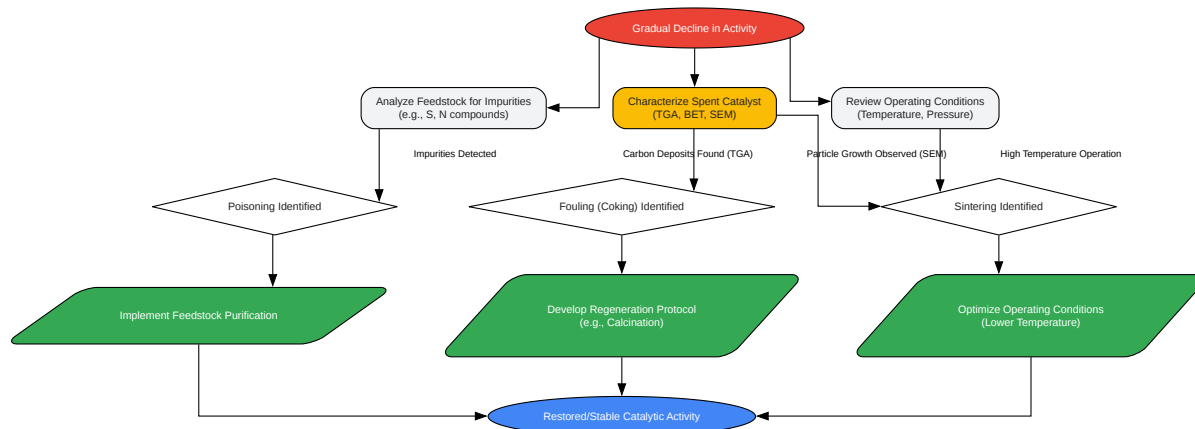 Gradual Decline in Activity
Analyze Feedstock for Impurities
(e.g., S, N compounds)
Characterize Spent Catalyst
(TGA, BET, SEM)
Review Operating Conditions
(Temperature, Pressure)
Impurities Detected
Carbon Deposits Found (TGA)
Particle Growth Observed (SEM)
High Temperature Operation
Poisoning Identified
Fouling (Coking) Identified
Sintering Identified
Implement Feedstock Purification
Develop Regeneration Protocol
(e.g., Calcination)
Optimize Operating Conditions
(Lower Temperature)
Restored/Stable Catalytic Activity